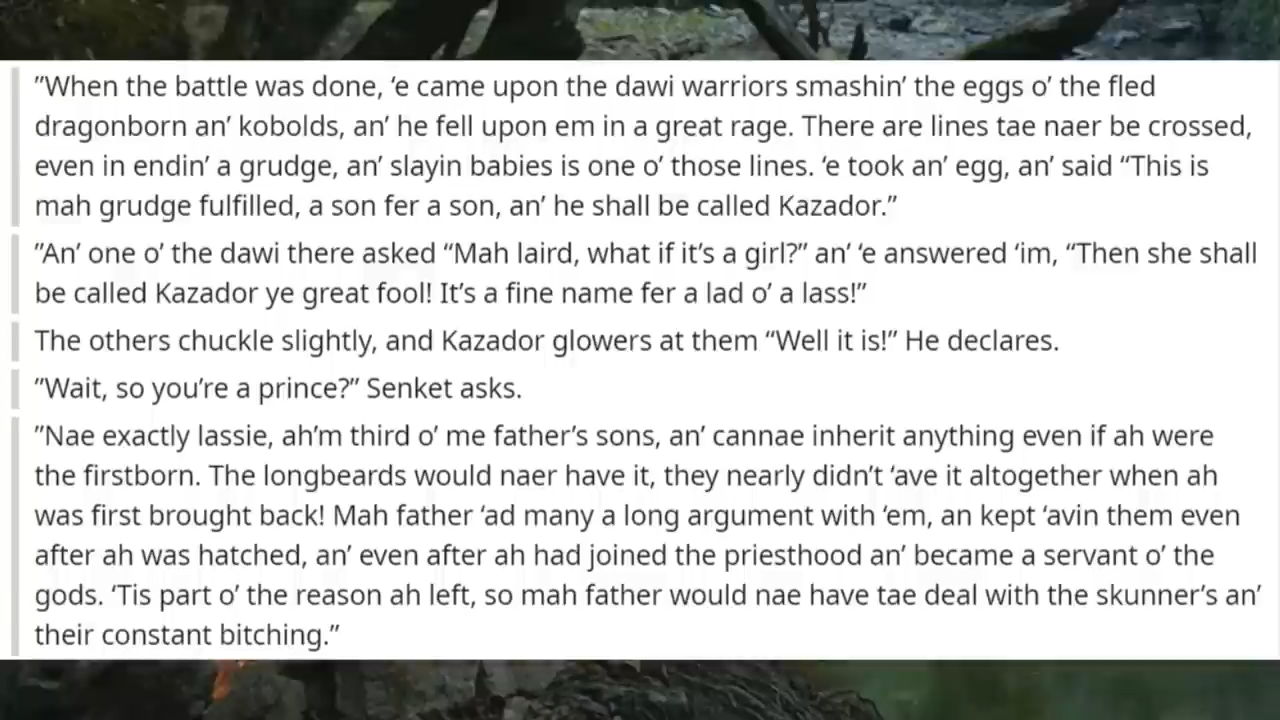 ”When the battle was done, ‘e came upon the dawi warriors smashin’ the eggs o’ the fled
dragonborn an’ kobolds, an’ he fell upon em in a great rage. There are lines tae naer be crossed,
even in endin’ a grudge, an’ slayin babies is one o’ those lines. ‘e took an’ egg, an’ said “This is
mah grudge fulfilled, a son fer a son, an’ he shall be called Kazador.”
”An’ one o’ the dawi there asked “Mah laird, what if it’s a girl?” an’ ‘e answered ‘im, “Then she shall
be called Kazador ye great fool! It’s a fine name fer a lad o’ a lass!”
The others chuckle slightly, and Kazador glowers at them “Well it is!” He declares.
”Wait, so you’re a prince?” Senket asks.
”Nae exactly lassie, ah’m third o’ me father’s sons, an’ cannae inherit anything even if ah were
the firstborn. The longbeards would naer have it, they nearly didn’t ‘ave it altogether when ah
was first brought back! Mah father ‘ad many a long argument with ‘em, an kept ‘avin them even
after ah was hatched, an’ even after ah had joined the priesthood an’ became a servant o’ the
gods. ‘Tis part o’ the reason ah left, so mah father would nae have tae deal with the skunner’s an’
their constant bitching.”